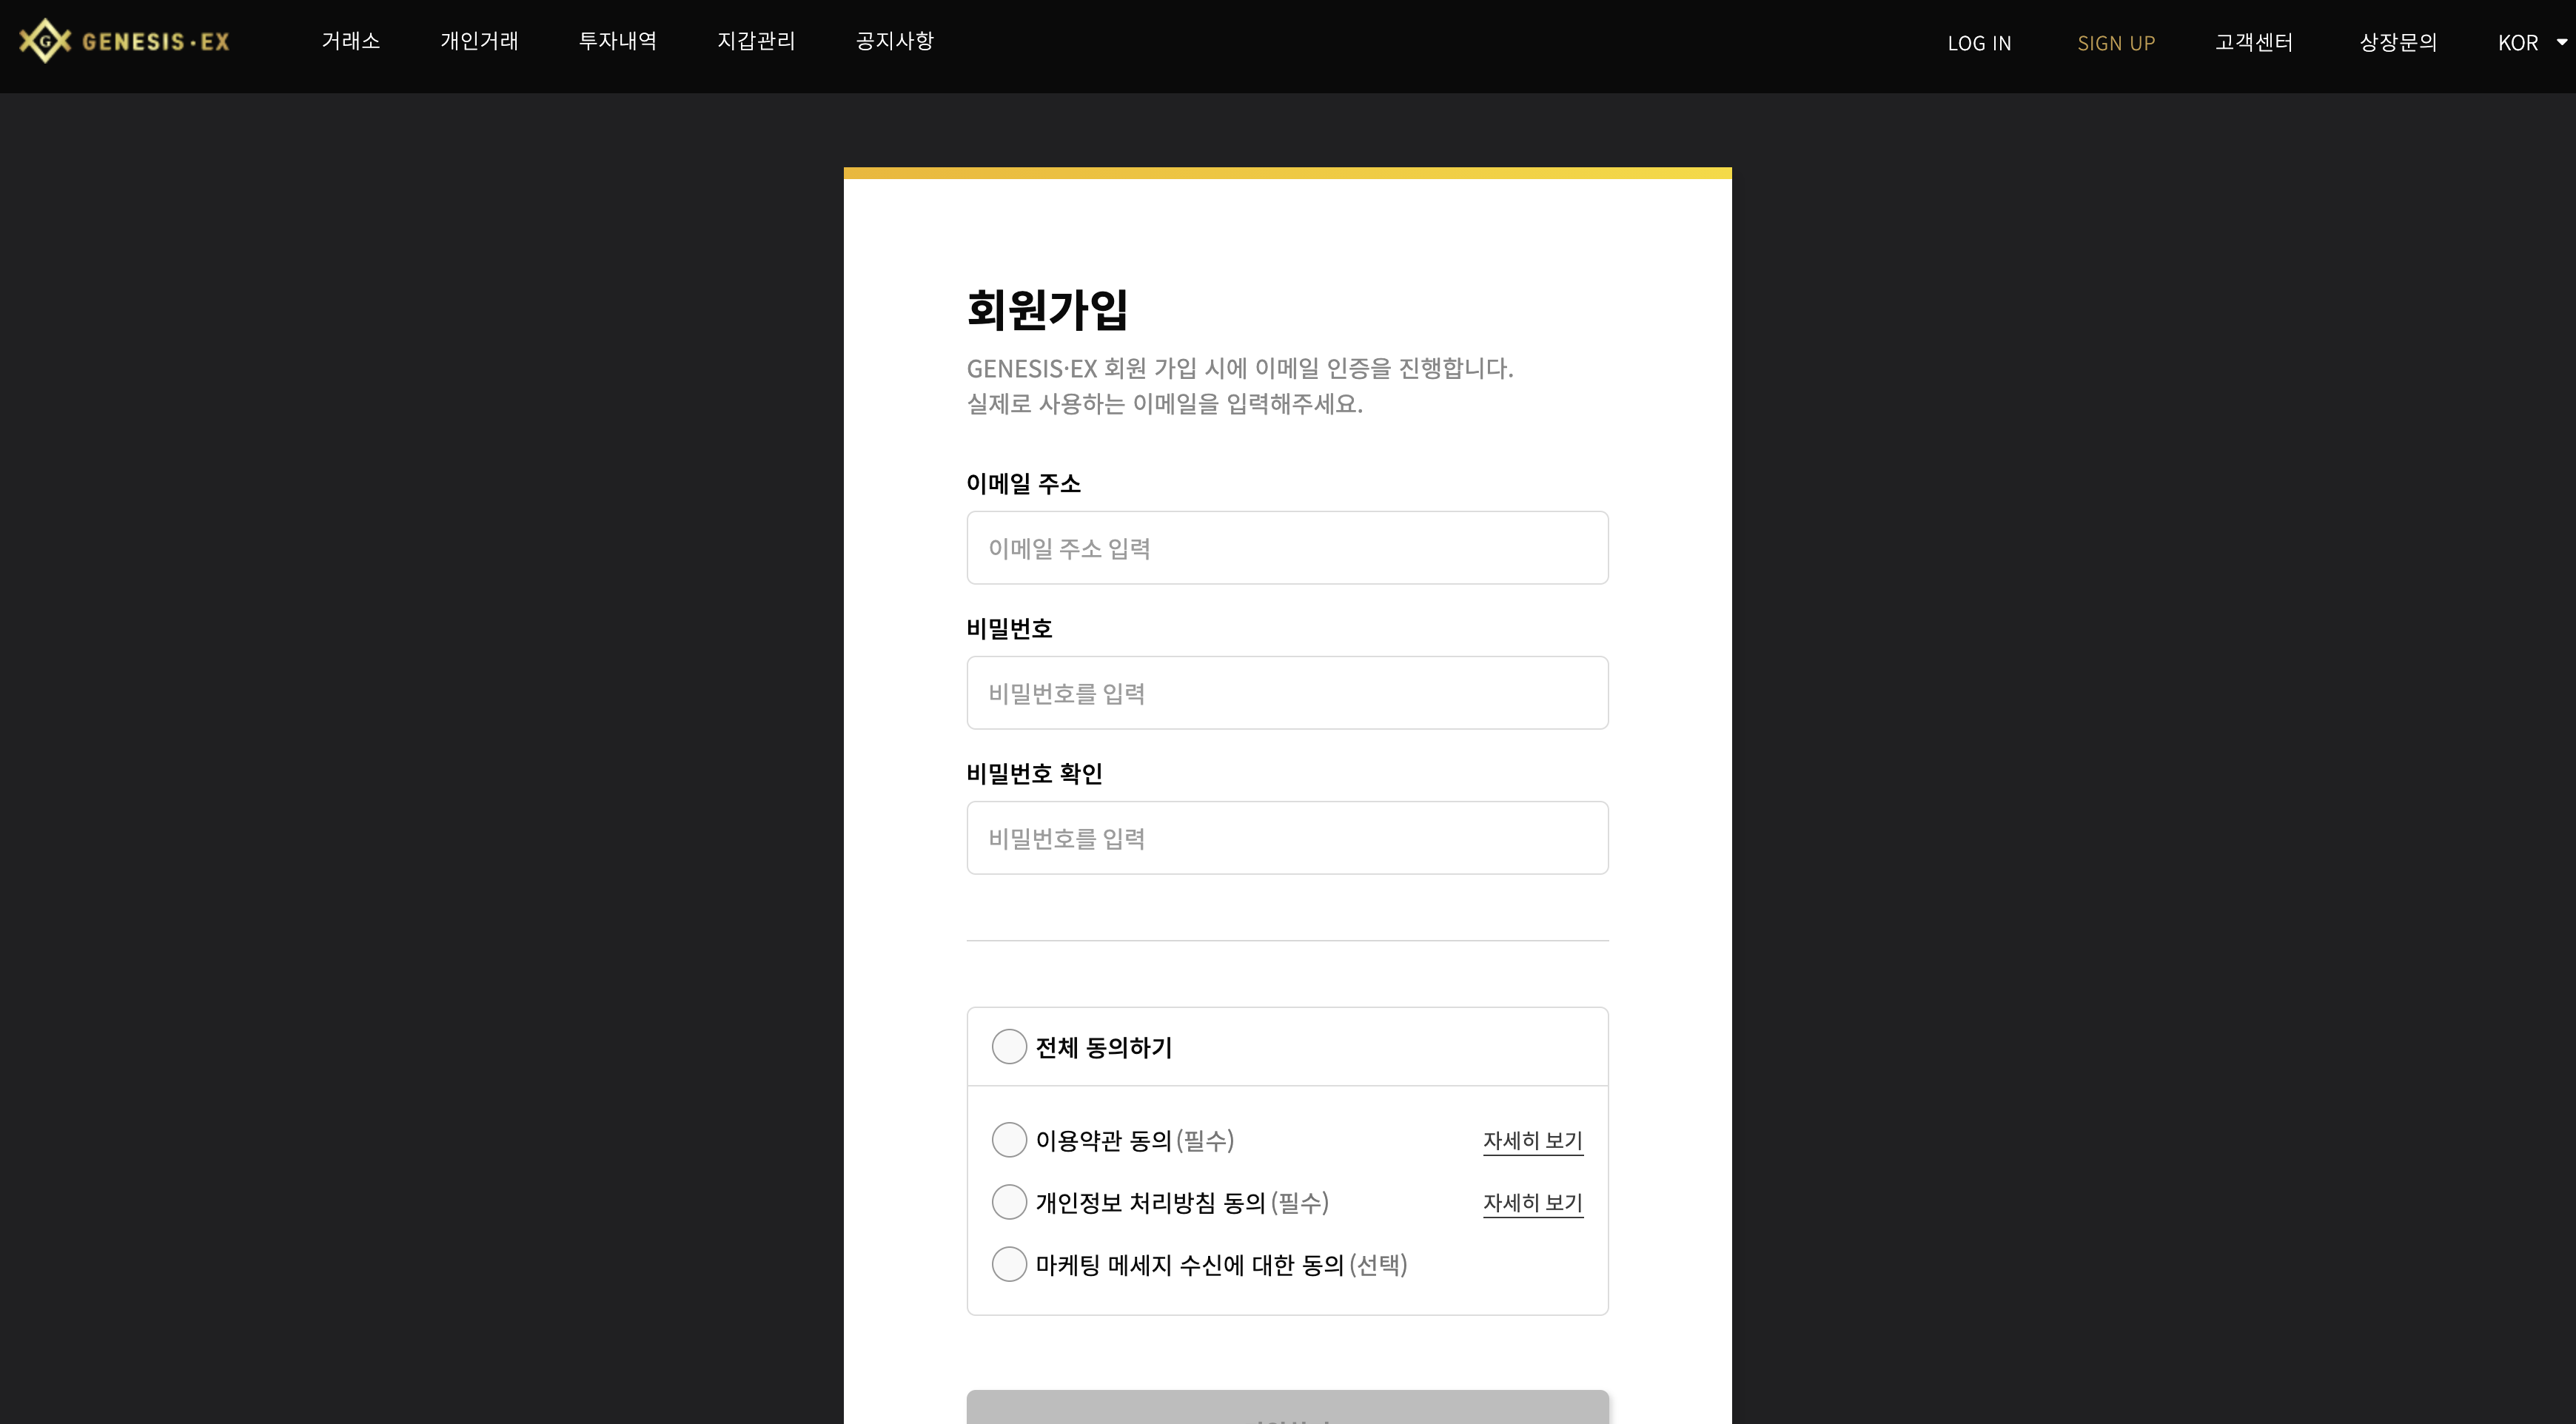 GENESIS·EX
거래소 개인거래 투자내역 지갑관리 공지사항
LOG IN SIGN UP 고객센터 상장문의 KOR
회원가입
GENESIS·EX 회원 가입 시에 이메일 인증을 진행합니다.
실제로 사용하는 이메일을 입력해주세요.
이메일 주소
이메일 주소 입력
비밀번호
비밀번호를 입력
비밀번호 확인
비밀번호를 입력
전체 동의하기
이용약관 동의 (필수) 자세히 보기
개인정보 처리방침 동의 (필수) 자세히 보기
마케팅 메세지 수신에 대한 동의 (선택)